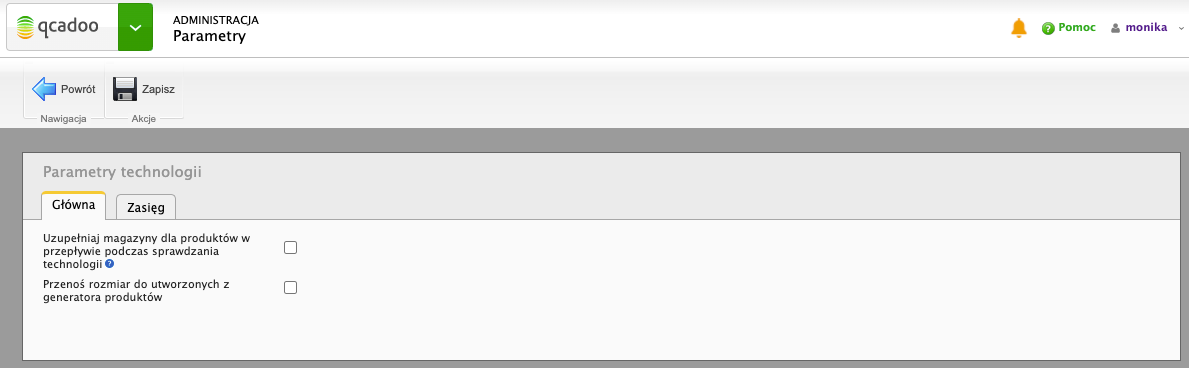 qcadoo
ADMINISTRACJA
Parametry
Pomoc
monika
Powrót
Zapisz
Nawigacja
Akcje
Parametry technologii
Główna
Zasięg
Uzupełniaj magazyny dla produktów w
przepływie podczas sprawdzania
technologii
Przenoś rozmiar do utworzonych z
generatora produktów